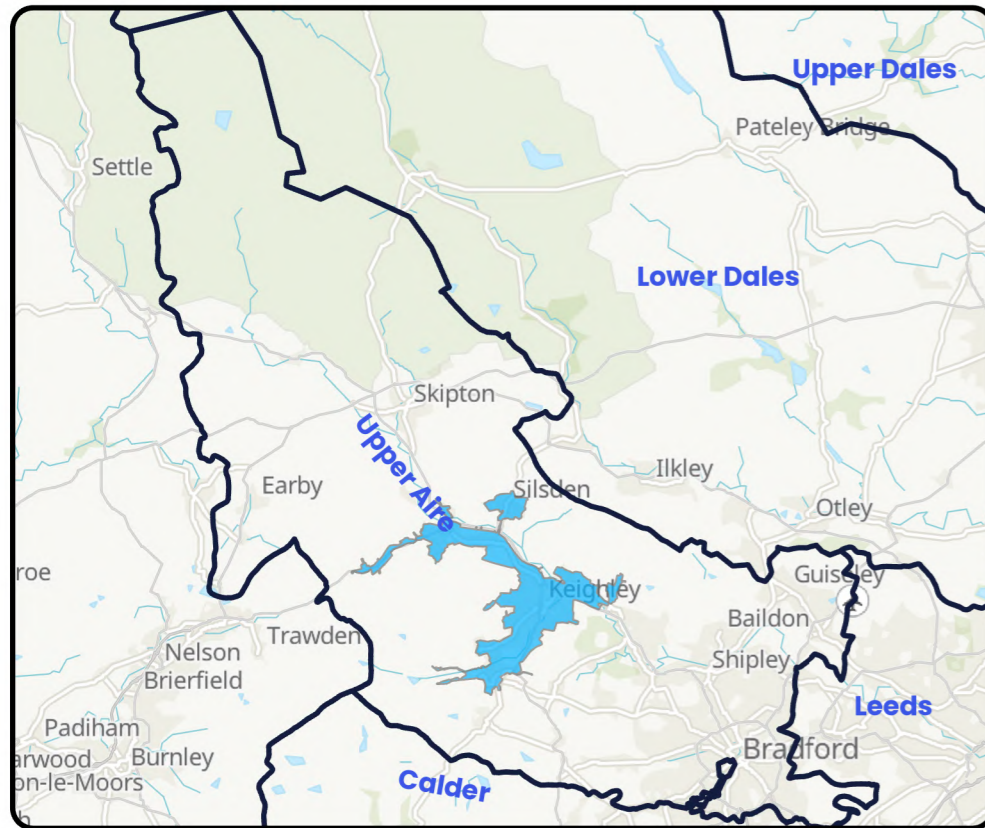 Upper Dales
Pateley Bridge
Settle
Lower Dales
Skipton
Upper Aire
Ilkley
Earby
Silsden
Otley
roe
Keighley
Guiseley
Baildon
Trawden
Nelson
Shipley
Brierfield
Leeds
Padiham
Bradford
arwood
Burnley
on-le-Moors
Calder
h